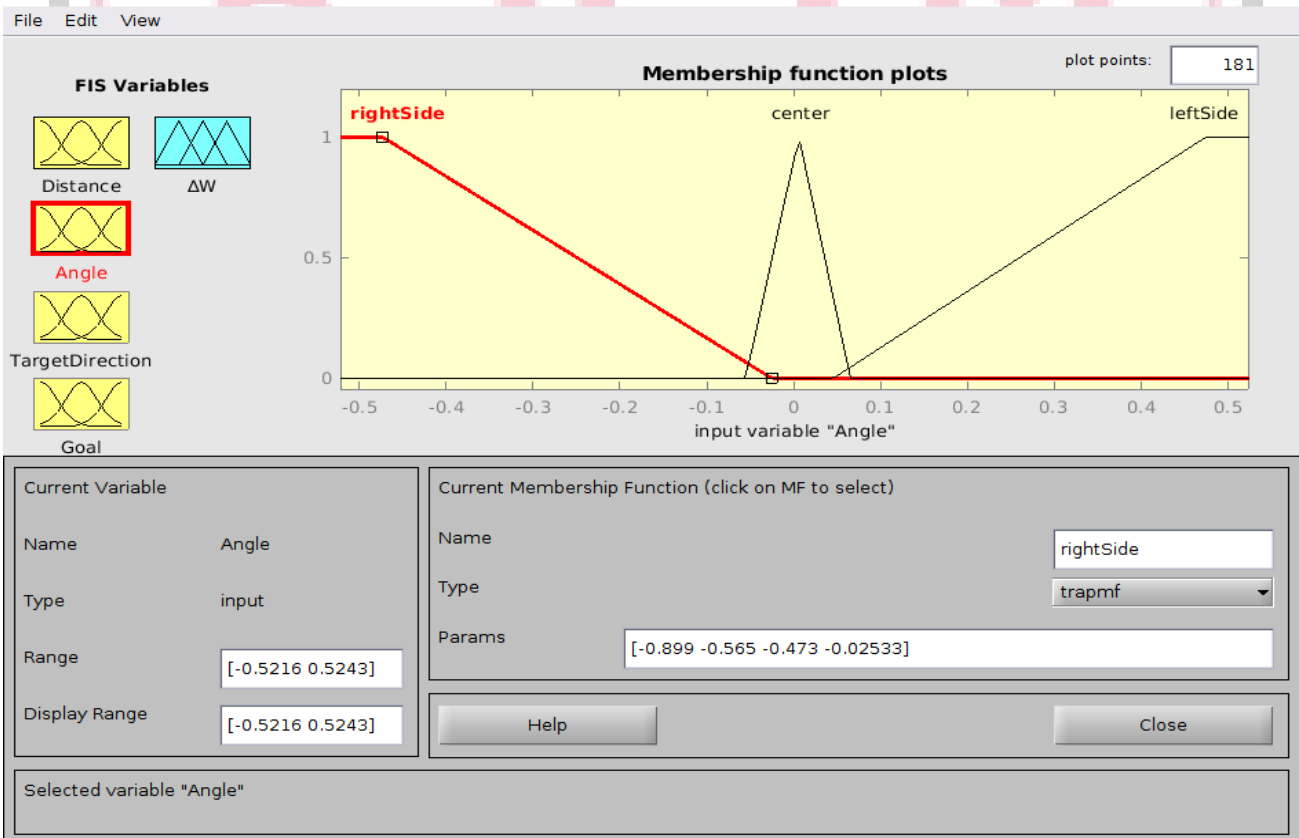 File Edit View
FIS Variables
Distance ΔW
Angle
TargetDirection
Goal
Membership function plots
plot points: 181
rightSide center leftSide
1
0.5
0
-0.5 -0.4 -0.3 -0.2 -0.1 0 0.1 0.2 0.3 0.4 0.5
input variable "Angle"
Current Variable
Name Angle
Type input
Range [-0.5216 0.5243]
Display Range [-0.5216 0.5243]
Current Membership Function (click on MF to select)
Name rightSide
Type trapmf
Params [-0.899 -0.565 -0.473 -0.02533]
Help Close
Selected variable "Angle"